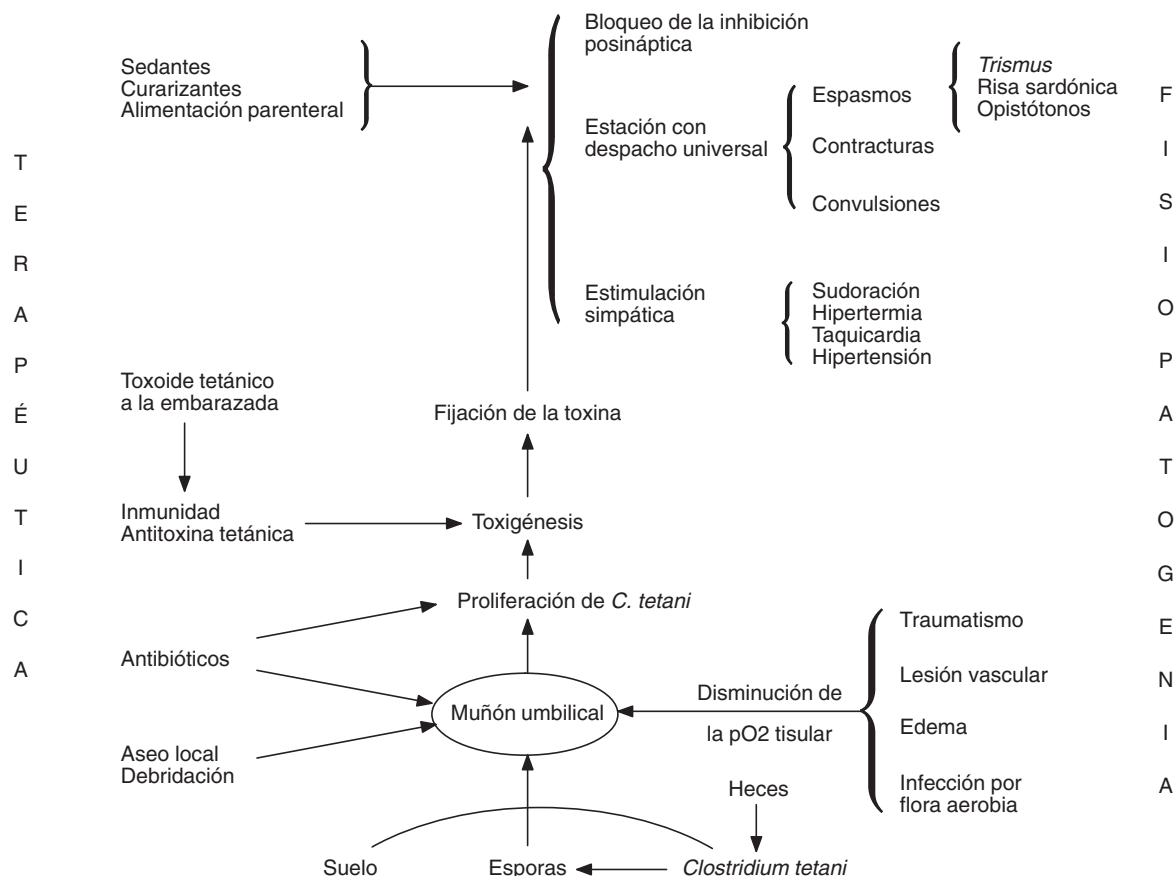 Bloqueo de la inhibición
posináptica
Sedantes
Curarizantes
Alimentación parenteral
Estación con
despacho universal
Espasmos
Contracturas
Convulsiones
Trismus
Risa sardónica
Opistótonos
Estimulación
simpática
Sudoración
Hipertermia
Taquicardia
Hipertensión
TERAPÉUTICA
FISIOPATOGENIA
Toxoide tetánico
a la embarazada
Fijación de la toxina
Inmunidad
Antitoxina tetánica
Toxigénesis
Proliferación de C. tetani
Antibióticos
Muñón umbilical
Disminución de
la pO2 tisular
Traumatismo
Lesión vascular
Edema
Infección por
flora aerobia
Aseo local
Debridación
Heces
Suelo
Esporas
Clostridium tetani